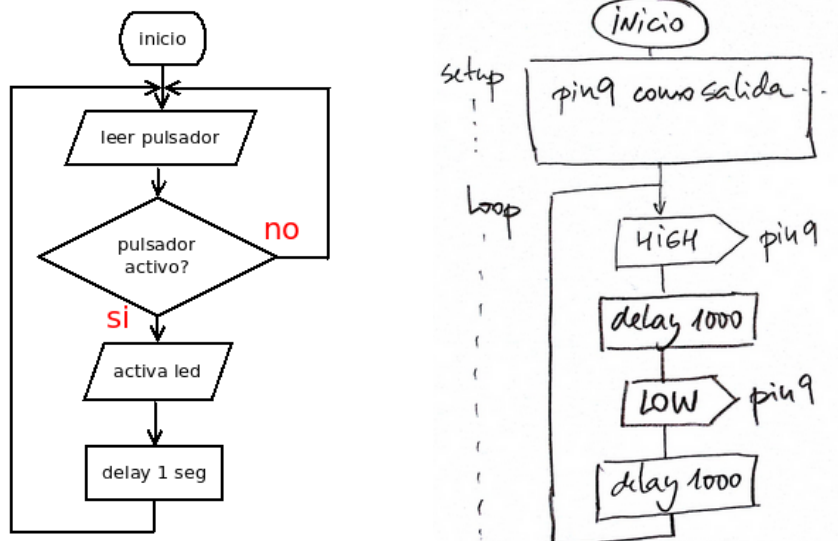 inicio
leer pulsador
pulsador
activo?
no
si
activa led
delay 1 seg
iNicio
setup
pin9 como salida...
Loop
HiGH
pin9
delay 1000
LOW
pin9
delay 1000